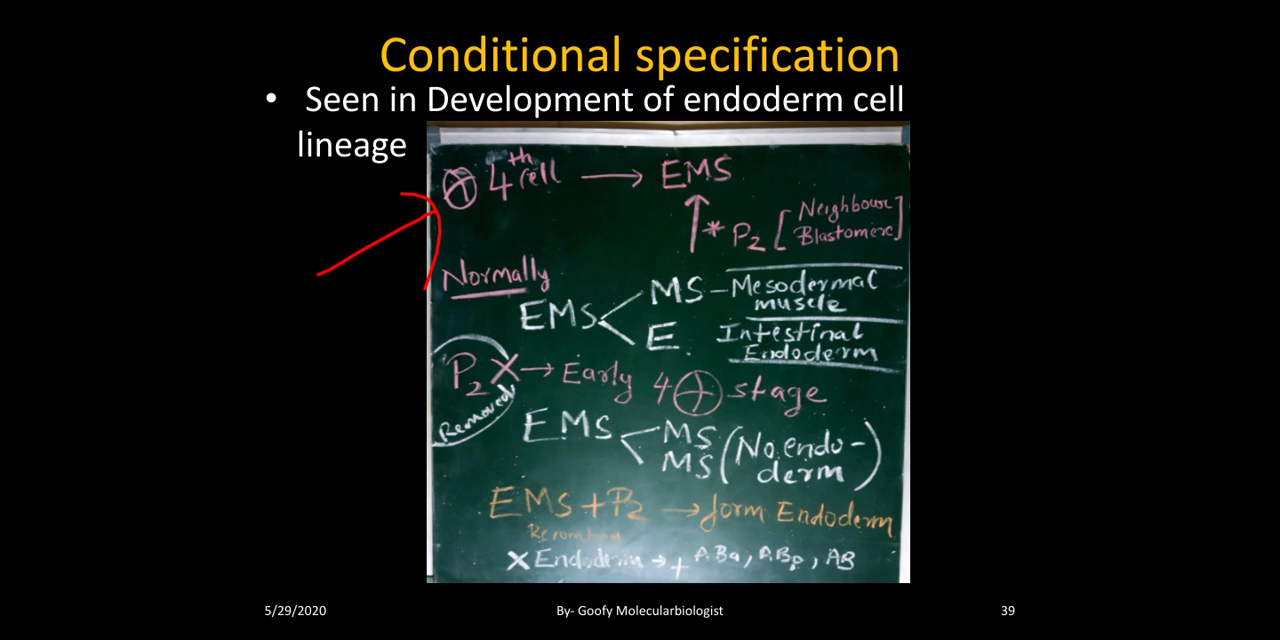 Conditional specification
• Seen in Development of endoderm cell
lineage
4th cell → EMS
↑ * P2 [Neighbour
Blastomere]
Normally
EMS < MS - Mesodermal
muscle
E. Intestinal
Endoderm
P2 X → Early 4 stage
Removed
EMS < MS (No endo-
MS derm)
EMS + P2 → form Endoderm
X Endoderm → + ABa, ABp, AB
5/29/2020
By- Goofy Molecularbiologist
39